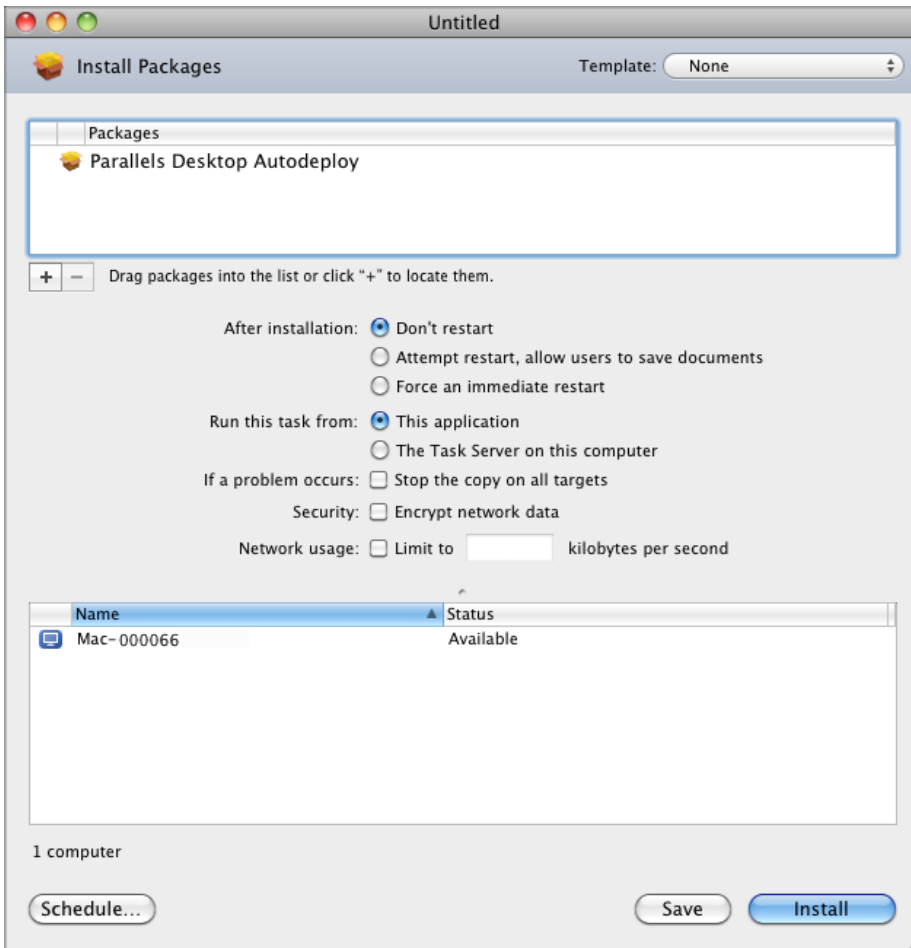 Untitled
Install Packages
Template: None
Packages
Parallels Desktop Autodeploy
+ − Drag packages into the list or click “+” to locate them.
After installation: Don't restart
Attempt restart, allow users to save documents
Force an immediate restart
Run this task from: This application
The Task Server on this computer
If a problem occurs: Stop the copy on all targets
Security: Encrypt network data
Network usage: Limit to kilobytes per second
Name Status
Mac-000066 Available
1 computer
Schedule... Save Install